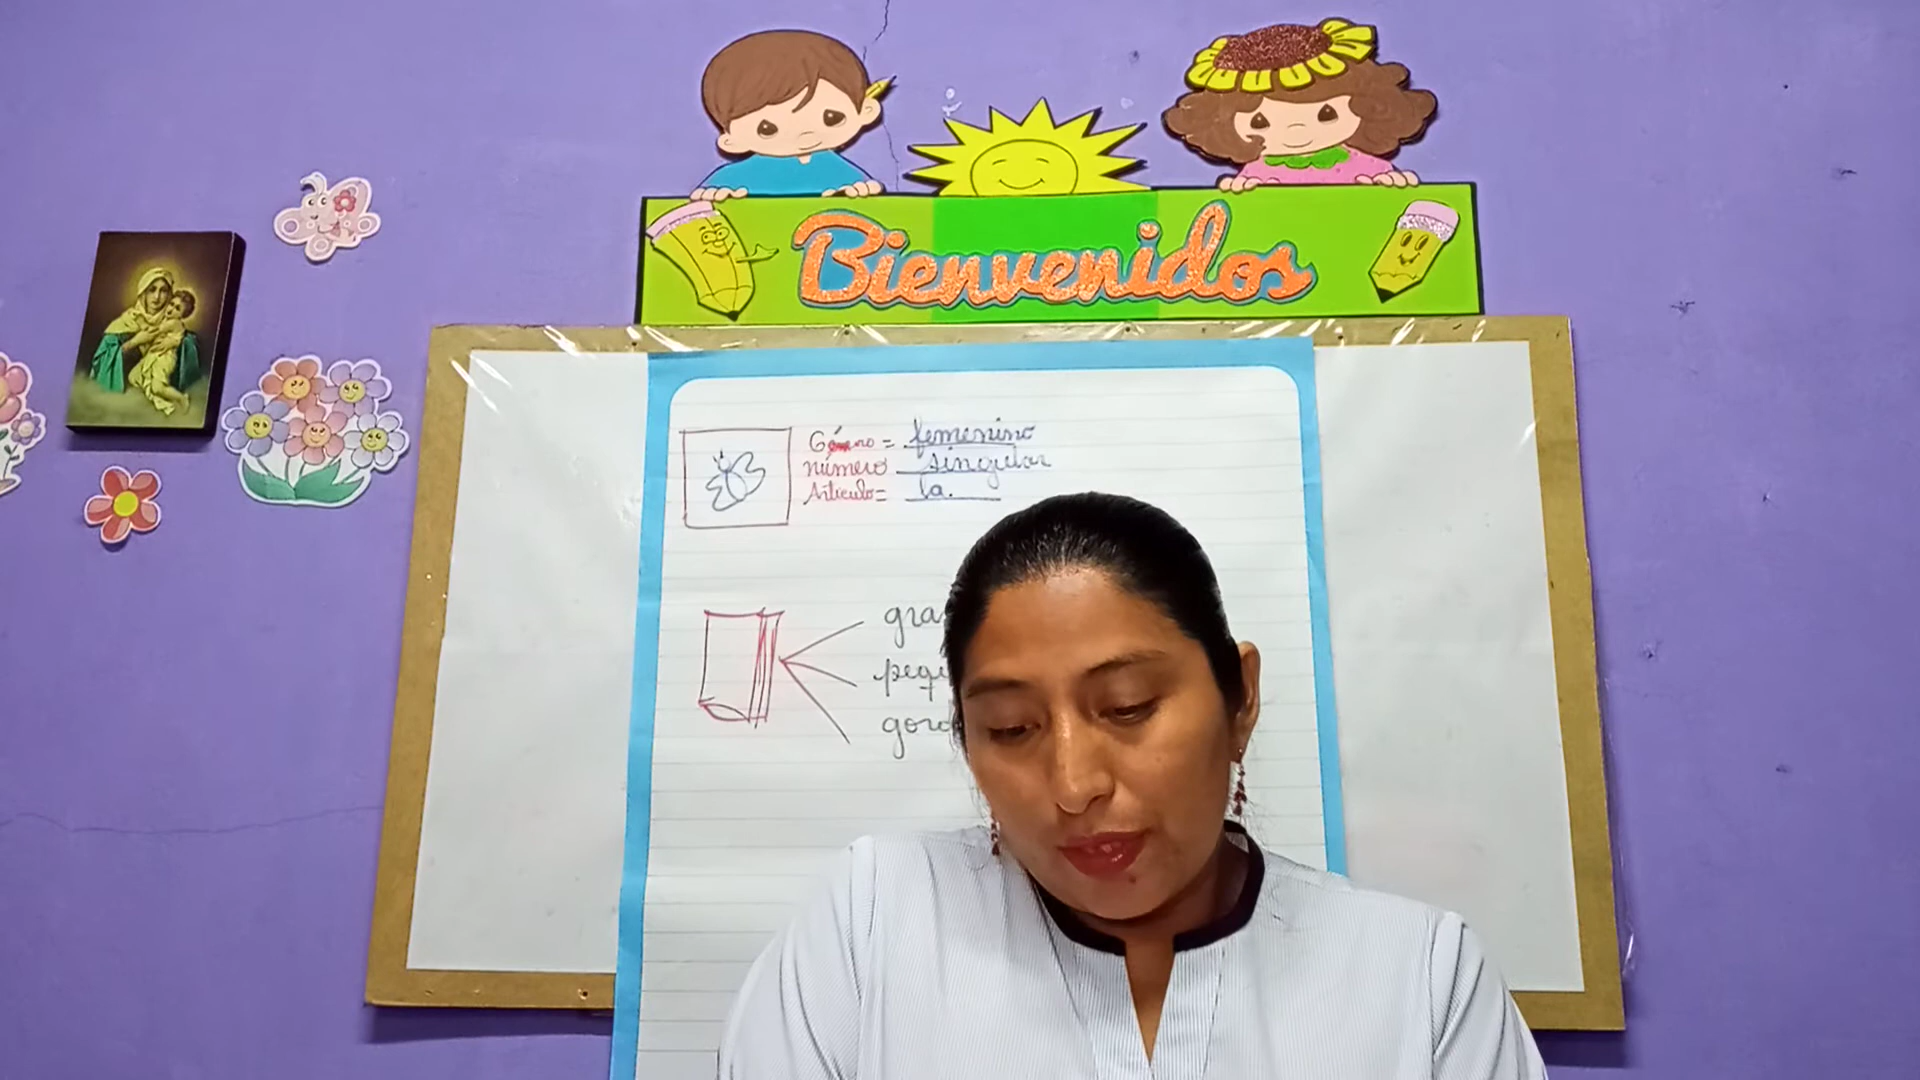 Bienvenidos
Género = femenino
número singular
Artículo = la.